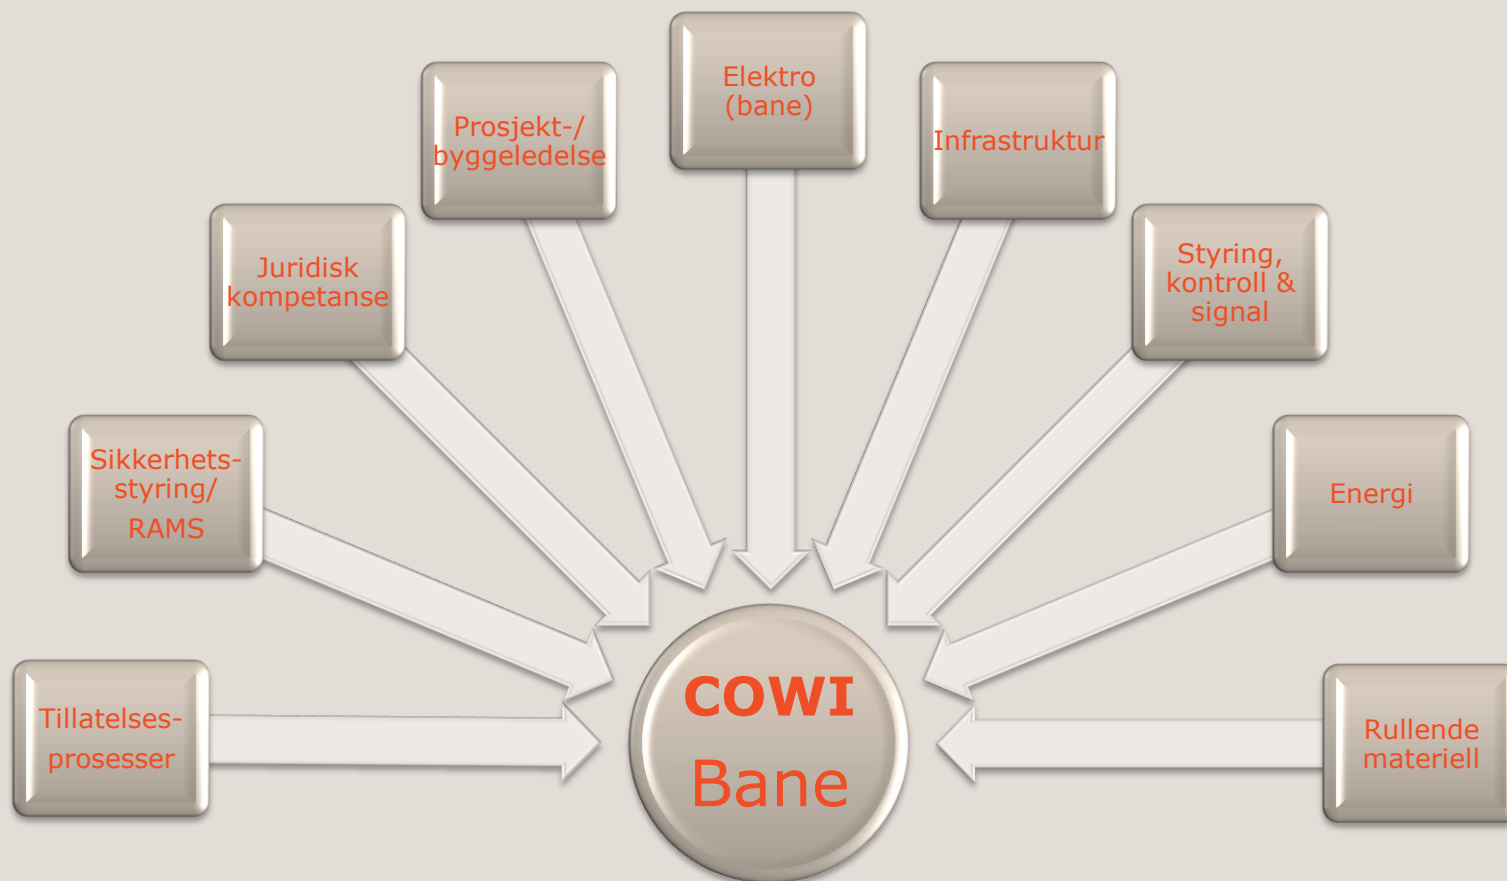 Elektro
(bane)
Prosjekt-/
byggeledelse
Infrastruktur
Juridisk
kompetanse
Styring,
kontroll &
signal
Sikkerhets-
styring/
RAMS
Energi
Tillatelses-
prosesser
COWI
Bane
Rullende
materiell